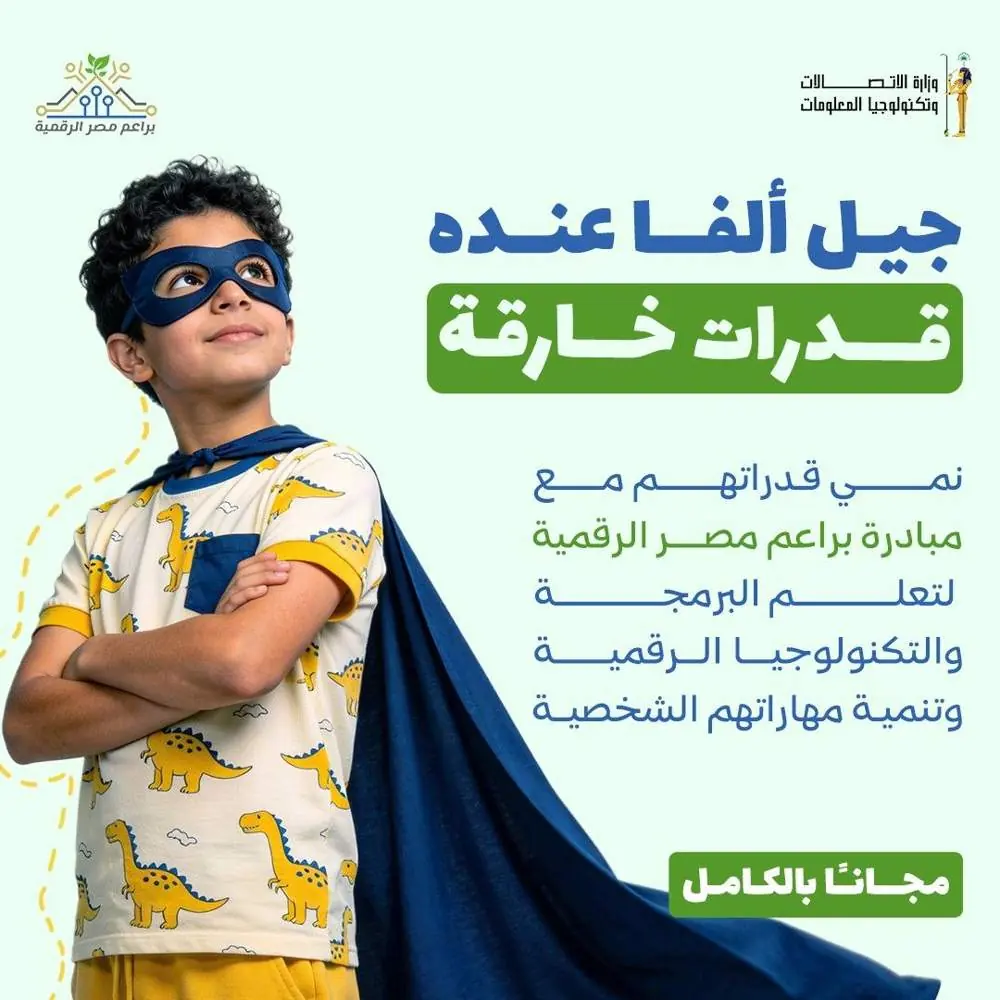 وزارة الاتصالات
وتكنولوجيا المعلومات
براعم مصر الرقمية
جيل ألفا عنده
قدرات خارقة
نمي قدراتهم مع
مبادرة براعم مصر الرقمية
لتعلم البرمجة
والتكنولوجيا الرقمية
وتنمية مهاراتهم الشخصية
مجانًا بالكامل